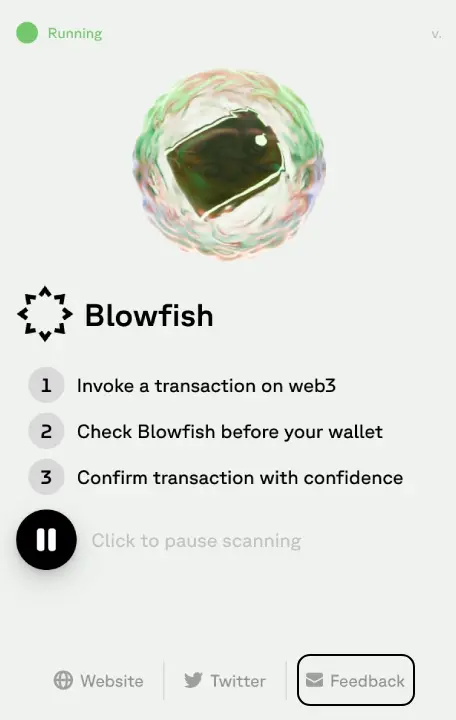 Running
v.
Blowfish
1 Invoke a transaction on web3
2 Check Blowfish before your wallet
3 Confirm transaction with confidence
Click to pause scanning
Website Twitter Feedback